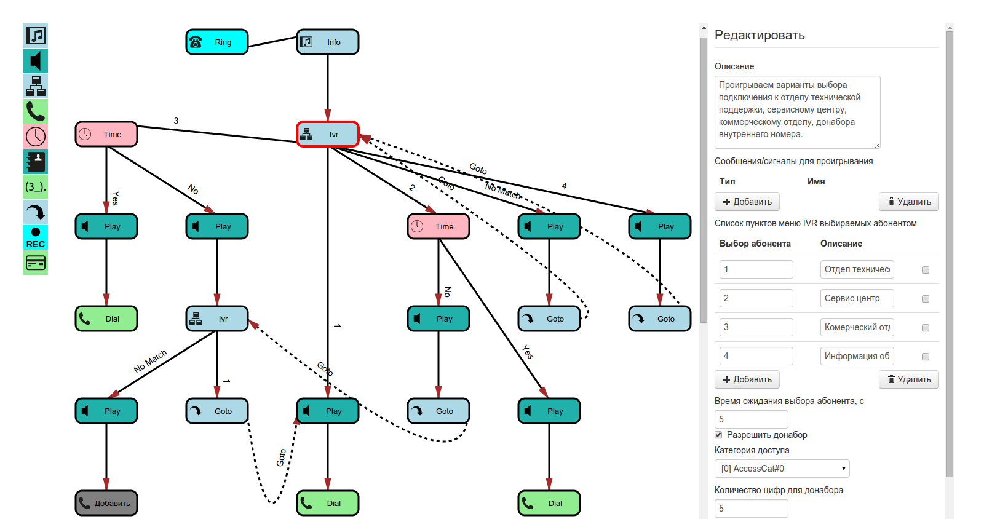 Ring
Info
Time
3
Ivr
Goto
Goto
No Match
4
2
Yes
No
(3_).
REC
Play
Play
Time
Play
Play
No
1
Yes
Dial
Ivr
Play
Goto
Goto
No Match
1
Goto
Play
Goto
Play
Goto
Play
Goto
Добавить
Dial
Dial
Редактировать
Описание
Проигрываем варианты выбора
подключения к отделу технической
поддержки, сервисному центру,
коммерческому отделу, донабора
внутреннего номера.
Сообщения/сигналы для проигрывания
Тип Имя
Добавить Удалить
Список пунктов меню IVR выбираемых абонентом
Выбор абонента Описание
1 Отдел техничес
2 Сервис центр
3 Комерческий отд
4 Информация об
Добавить Удалить
Время ожидания выбора абонента, с
5
Разрешить донабор
Категория доступа
[0] AccessCat#0
Количество цифр для донабора
5